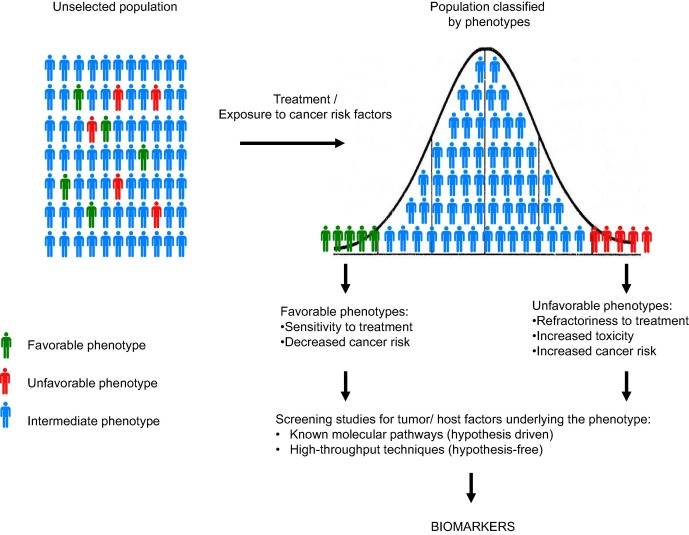 Unselected population
Population classified
by phenotypes
Treatment /
Exposure to cancer risk factors
Favorable phenotypes:
•Sensitivity to treatment
•Decreased cancer risk
Unfavorable phenotypes:
•Refractoriness to treatment
•Increased toxicity
•Increased cancer risk
Favorable phenotype
Unfavorable phenotype
Intermediate phenotype
Screening studies for tumor/ host factors underlying the phenotype:
• Known molecular pathways (hypothesis driven)
• High-throughput techniques (hypothesis-free)
BIOMARKERS